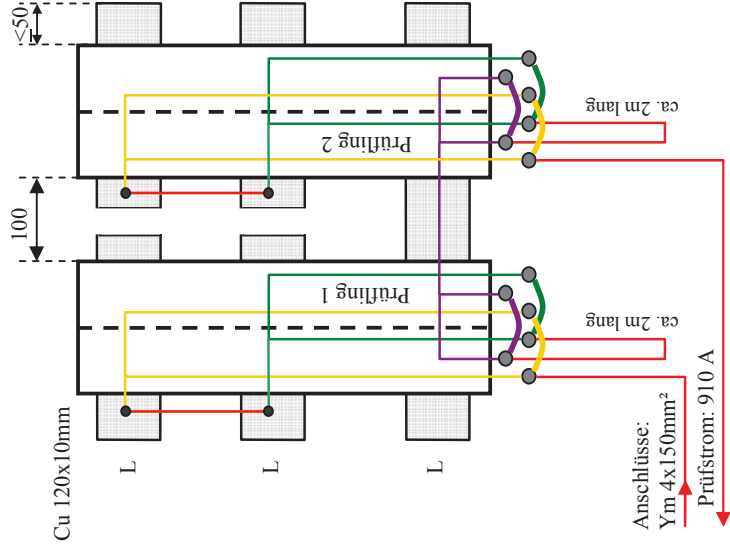 <50
100
Cu 120x10mm
Prüfling 2
Prüfling 1
ca. 2m lang
ca. 2m lang
L
L
L
Anschlüsse:
Ym 4x150mm²
Prüfstrom: 910 A